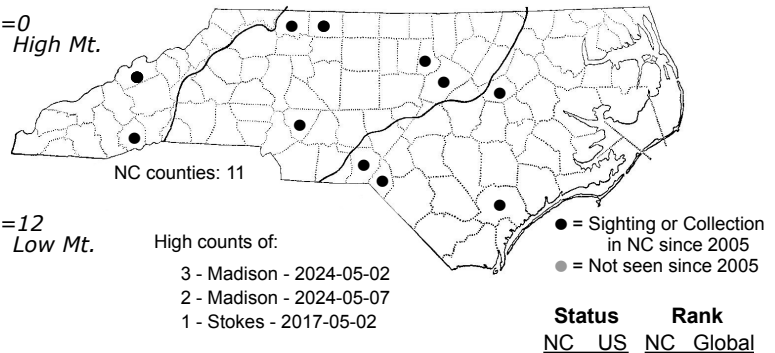 =0
High Mt.
NC counties: 11
=12
Low Mt.
High counts of:
3 - Madison - 2024-05-02
2 - Madison - 2024-05-07
1 - Stokes - 2017-05-02
= Sighting or Collection
in NC since 2005
= Not seen since 2005
Status Rank
NC US NC Global